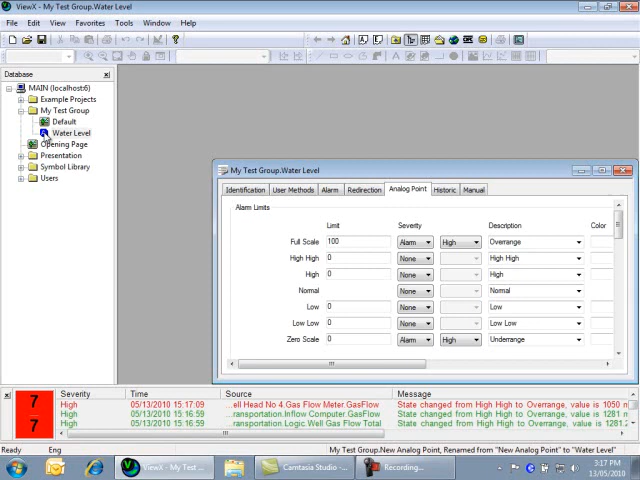 ViewX - My Test Group.Water Level
File Edit View Favorites Tools Window Help
Database
MAIN (localhost:6)
Example Projects
My Test Group
Default
Water Level
Opening Page
Presentation
Symbol Library
Users
My Test Group.Water Level
Identification User Methods Alarm Redirection Analog Point Historic Manual
Alarm Limits
Limit Severity Description Color
Full Scale 100 Alarm High Overrange
High High 0 None High High
High 0 None High
Normal Normal
Low 0 None Low
Low Low 0 None Low Low
Zero Scale 0 Alarm High Underrange
7
7
Severity Time Source Message
High 05/13/2010 15:17:09 ...ell Head No 4.Gas Flow Meter.GasFlow State changed from High High to Overrange, value is 1050 m
High 05/13/2010 15:16:59 ...ransportation.Inflow Computer.GasFlow State changed from High High to Overrange, value is 1281 m
High 05/13/2010 15:16:59 ...ransportation.Logic.Well Gas Flow Total State changed from High High to Overrange, value is 1281.2
Ready Eng My Test Group.New Analog Point, Renamed from "New Analog Point" to "Water Level"
ViewX - My Test ... Camtasia Studio - ... Recording... 3:17 PM
13/05/2010